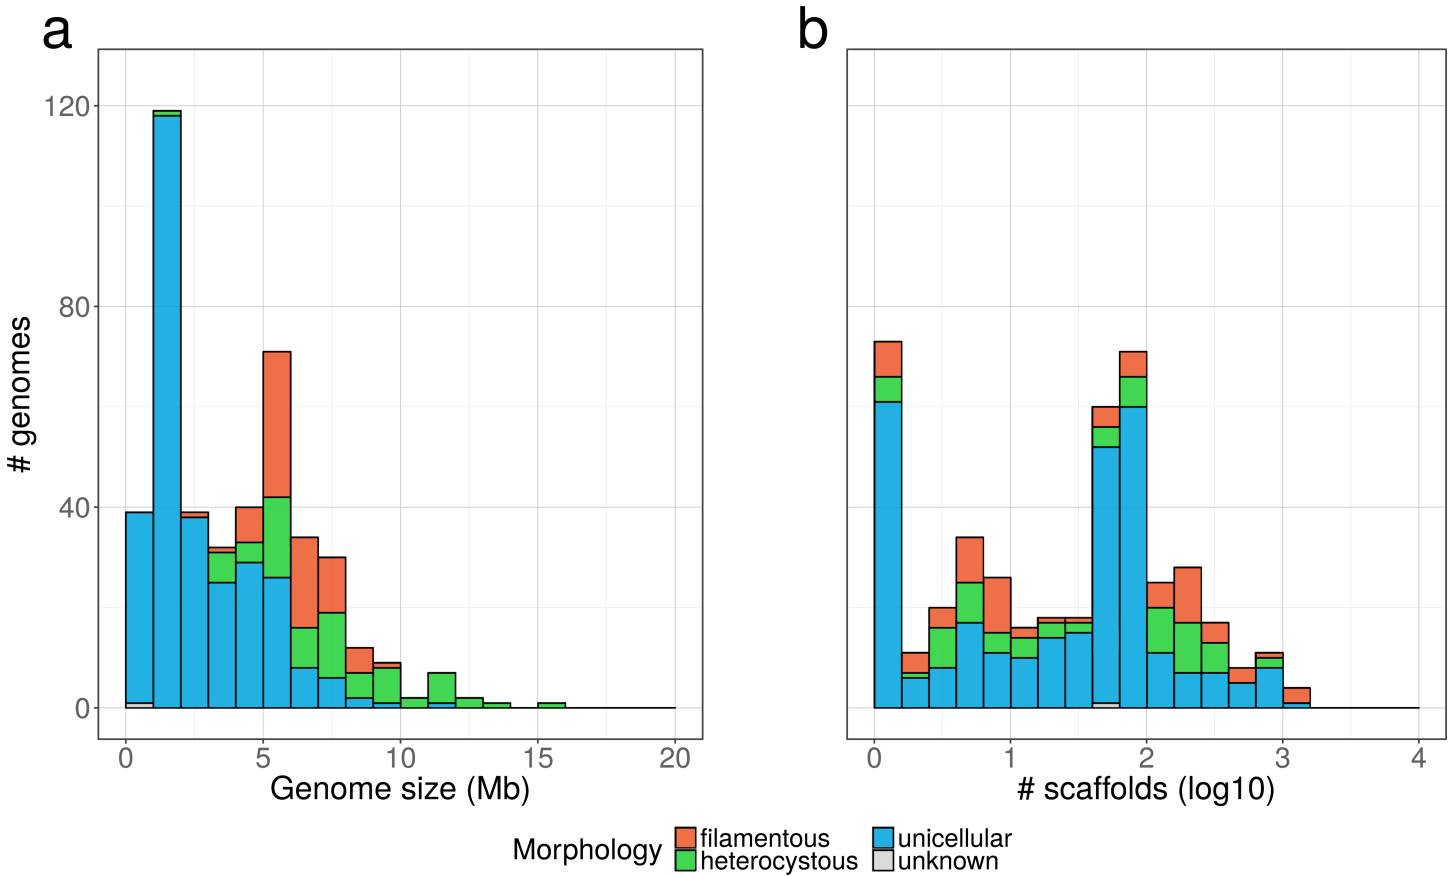 a
b
120
80
40
0
# genomes
0 5 10 15 20
Genome size (Mb)
0 1 2 3 4
# scaffolds (log10)
Morphology
filamentous
heterocystous
unicellular
unknown